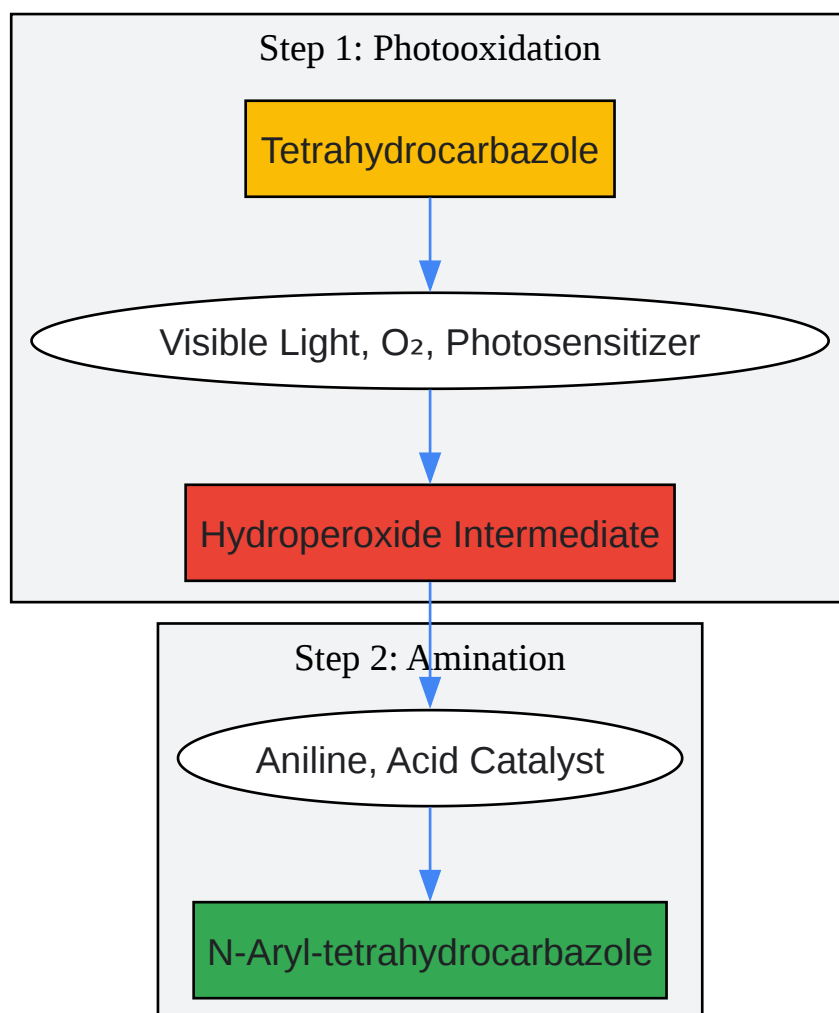 Step 1: Photooxidation
Tetrahydrocarbazole
Visible Light, O₂, Photosensitizer
Hydroperoxide Intermediate
Step 2: Amination
Aniline, Acid Catalyst
N-Aryl-tetrahydrocarbazole